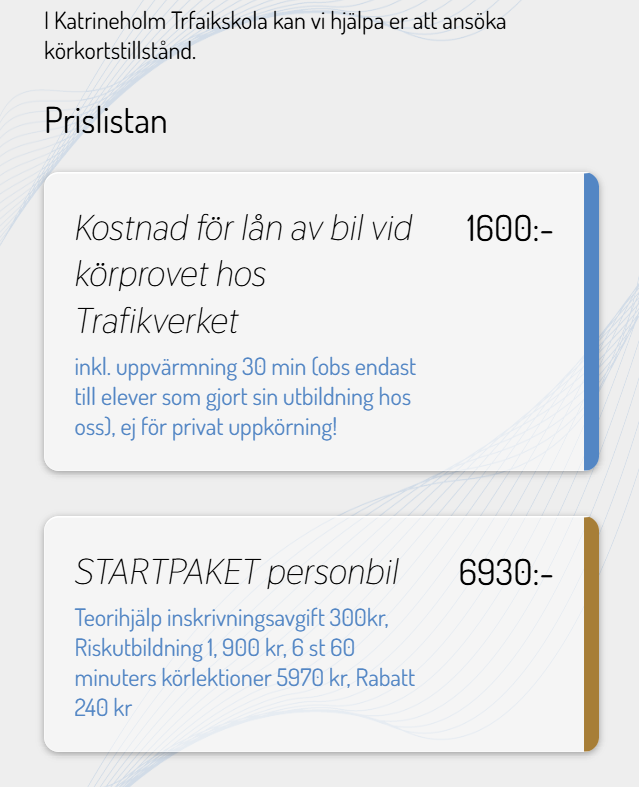 I Katrineholm Trfaikskola kan vi hjälpa er att ansöka
körkortstillstånd.
Prislistan
Kostnad för lån av bil vid
körprovet hos
Trafikverket
1600:-
inkl. uppvärmning 30 min (obs endast
till elever som gjort sin utbildning hos
oss), ej för privat uppkörning!
STARTPAKET personbil
6930:-
Teorihjälp inskrivningsavgift 300kr,
Riskutbildning 1, 900 kr, 6 st 60
minuters körlektioner 5970 kr, Rabatt
240 kr